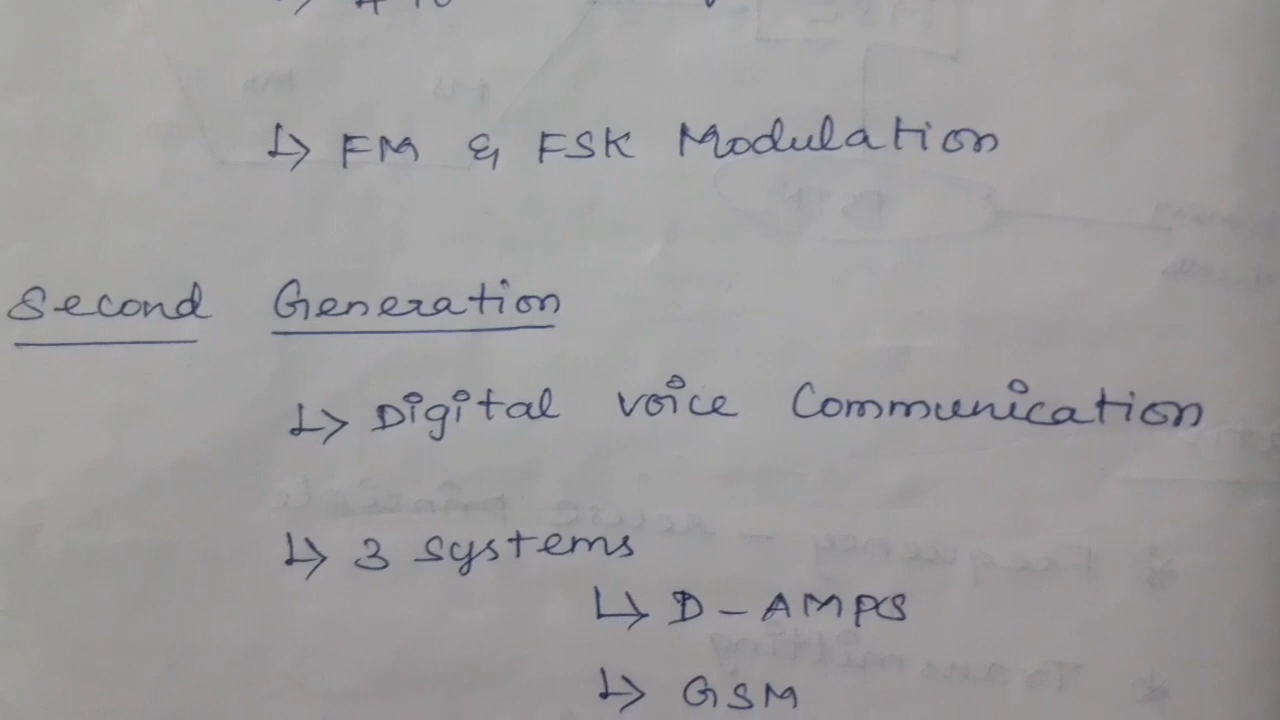 ↳ FM & FSK Modulation
Second Generation
↳ Digital voice Communication
↳ 3 systems
↳ D-AMPS
↳ GSM